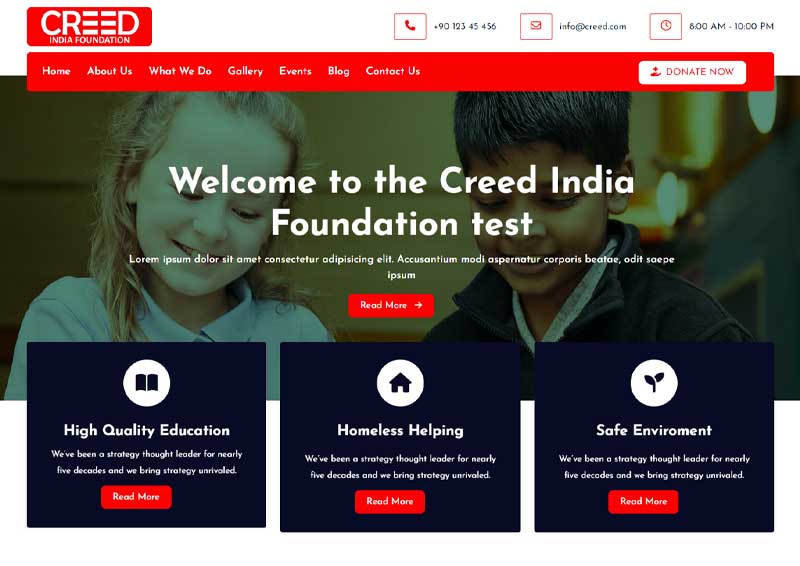 CREED
INDIA FOUNDATION
+90 123 45 456
info@creed.com
8:00 AM - 10:00 PM
Home About Us What We Do Gallery Events Blog Contact Us
DONATE NOW
Welcome to the Creed India
Foundation test
Lorem ipsum dolor sit amet consectetur adipisicing elit. Accusantium modi aspernatur corporis beatae, odit saepe
ipsum
Read More
High Quality Education
We've been a strategy thought leader for nearly
five decades and we bring strategy unrivaled.
Read More
Homeless Helping
We've been a strategy thought leader for nearly
five decades and we bring strategy unrivaled.
Read More
Safe Enviroment
We've been a strategy thought leader for nearly
five decades and we bring strategy unrivaled.
Read More